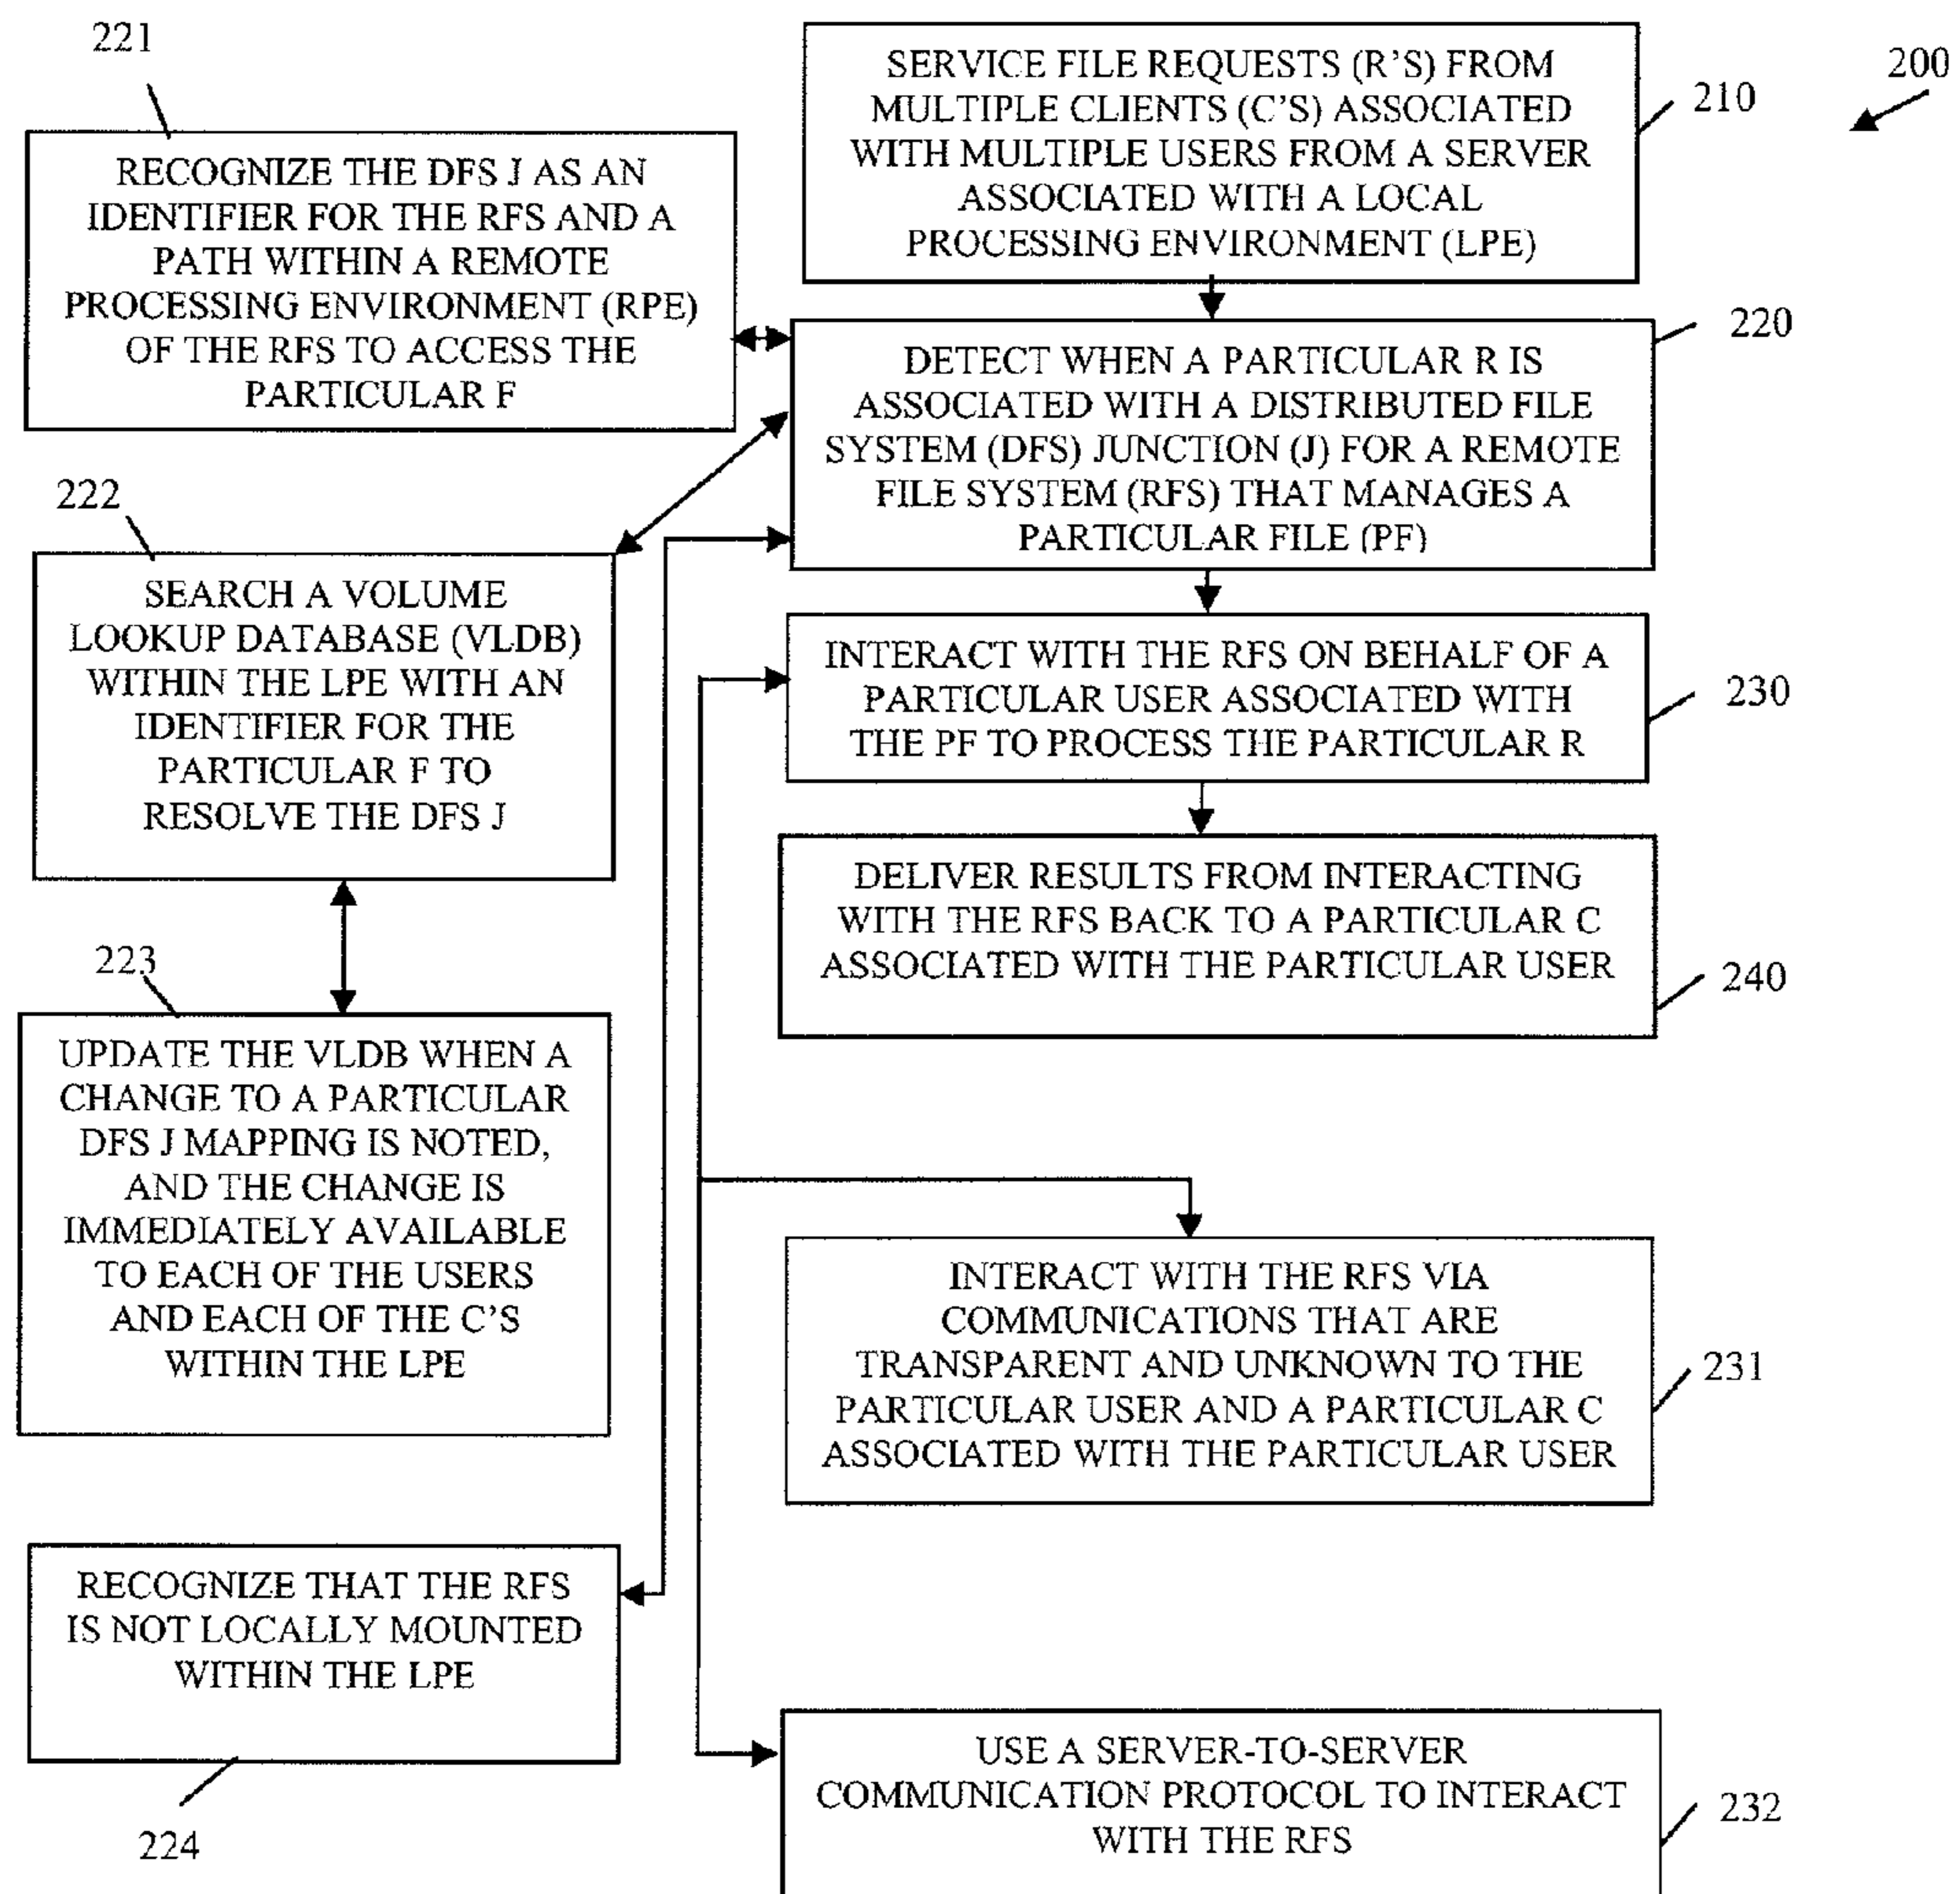 200
210
SERVICE FILE REQUESTS (R'S) FROM
MULTIPLE CLIENTS (C'S) ASSOCIATED
WITH MULTIPLE USERS FROM A SERVER
ASSOCIATED WITH A LOCAL
PROCESSING ENVIRONMENT (LPE)
220
DETECT WHEN A PARTICULAR R IS
ASSOCIATED WITH A DISTRIBUTED FILE
SYSTEM (DFS) JUNCTION (J) FOR A REMOTE
FILE SYSTEM (RFS) THAT MANAGES A
PARTICULAR FILE (PF)
221
RECOGNIZE THE DFS J AS AN
IDENTIFIER FOR THE RFS AND A
PATH WITHIN A REMOTE
PROCESSING ENVIRONMENT (RPE)
OF THE RFS TO ACCESS THE
PARTICULAR F
222
SEARCH A VOLUME
LOOKUP DATABASE (VLDB)
WITHIN THE LPE WITH AN
IDENTIFIER FOR THE
PARTICULAR F TO
RESOLVE THE DFS J
223
UPDATE THE VLDB WHEN A
CHANGE TO A PARTICULAR
DFS J MAPPING IS NOTED,
AND THE CHANGE IS
IMMEDIATELY AVAILABLE
TO EACH OF THE USERS
AND EACH OF THE C'S
WITHIN THE LPE
RECOGNIZE THAT THE RFS
IS NOT LOCALLY MOUNTED
WITHIN THE LPE
224
INTERACT WITH THE RFS ON BEHALF OF A
PARTICULAR USER ASSOCIATED WITH
THE PF TO PROCESS THE PARTICULAR R
230
DELIVER RESULTS FROM INTERACTING
WITH THE RFS BACK TO A PARTICULAR C
ASSOCIATED WITH THE PARTICULAR USER
240
INTERACT WITH THE RFS VIA
COMMUNICATIONS THAT ARE
TRANSPARENT AND UNKNOWN TO THE
PARTICULAR USER AND A PARTICULAR C
ASSOCIATED WITH THE PARTICULAR USER
231
USE A SERVER-TO-SERVER
COMMUNICATION PROTOCOL TO INTERACT
WITH THE RFS
232